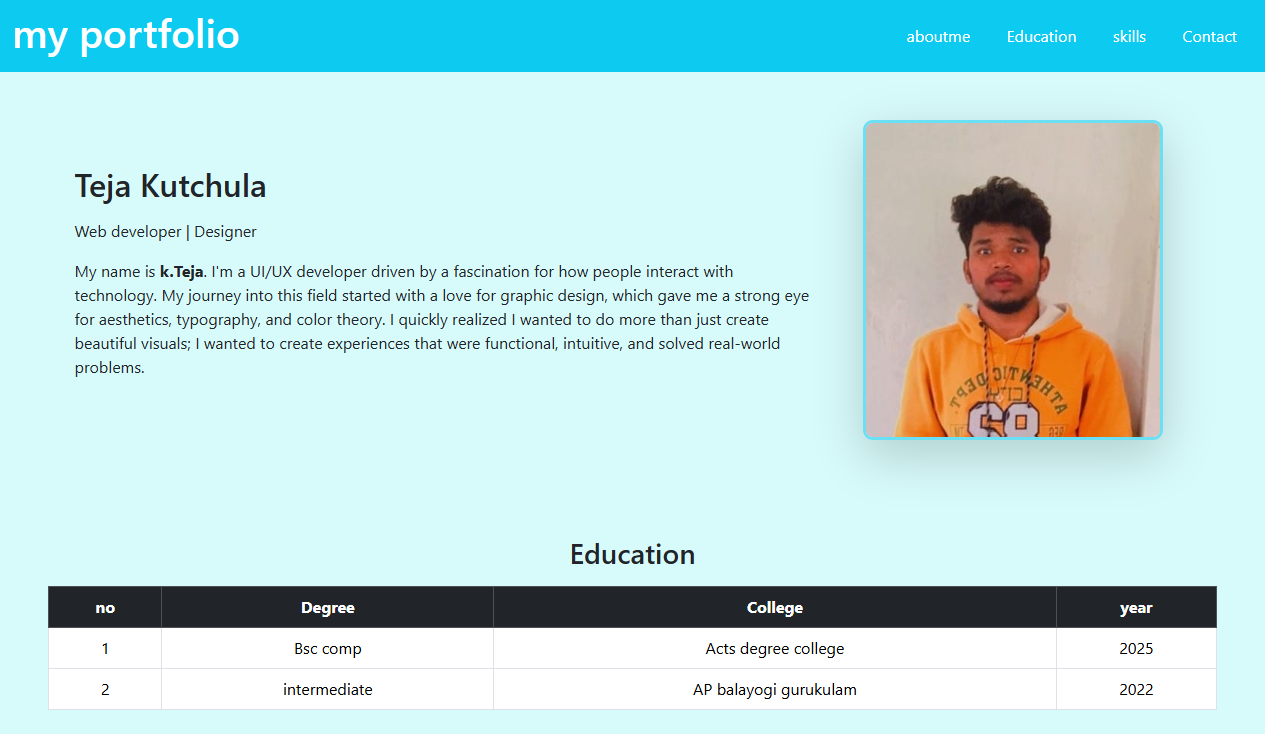 my portfolio
aboutme Education skills Contact
Teja Kutchula
Web developer | Designer
My name is k.Teja. I'm a UI/UX developer driven by a fascination for how people interact with
technology. My journey into this field started with a love for graphic design, which gave me a strong eye
for aesthetics, typography, and color theory. I quickly realized I wanted to do more than just create
beautiful visuals; I wanted to create experiences that were functional, intuitive, and solved real-world
problems.
ATHENTIC DEPT.
CITY
92
Education
no Degree College year
1 Bsc comp Acts degree college 2025
2 intermediate AP balayogi gurukulam 2022